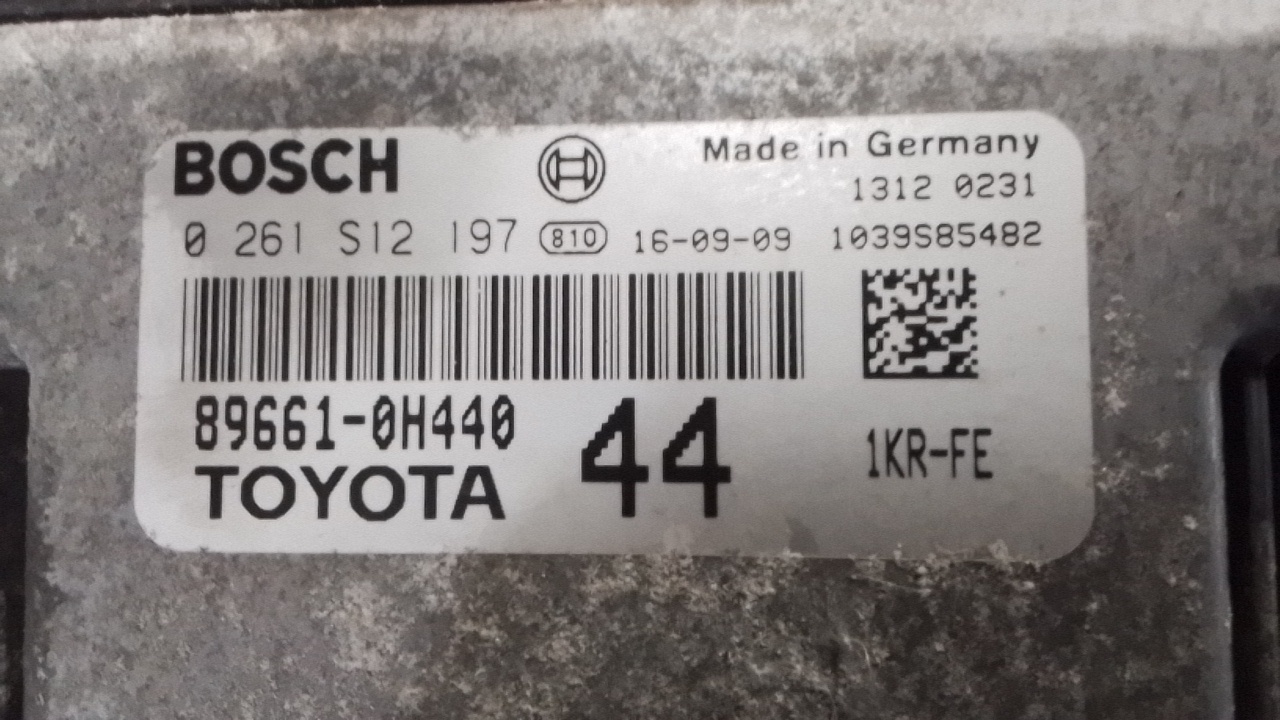 BOSCH
Made in Germany
1312 0231
0 261 S12 197 810 16-09-09 1039S85482
89661-0H440
TOYOTA
44
1KR-FE